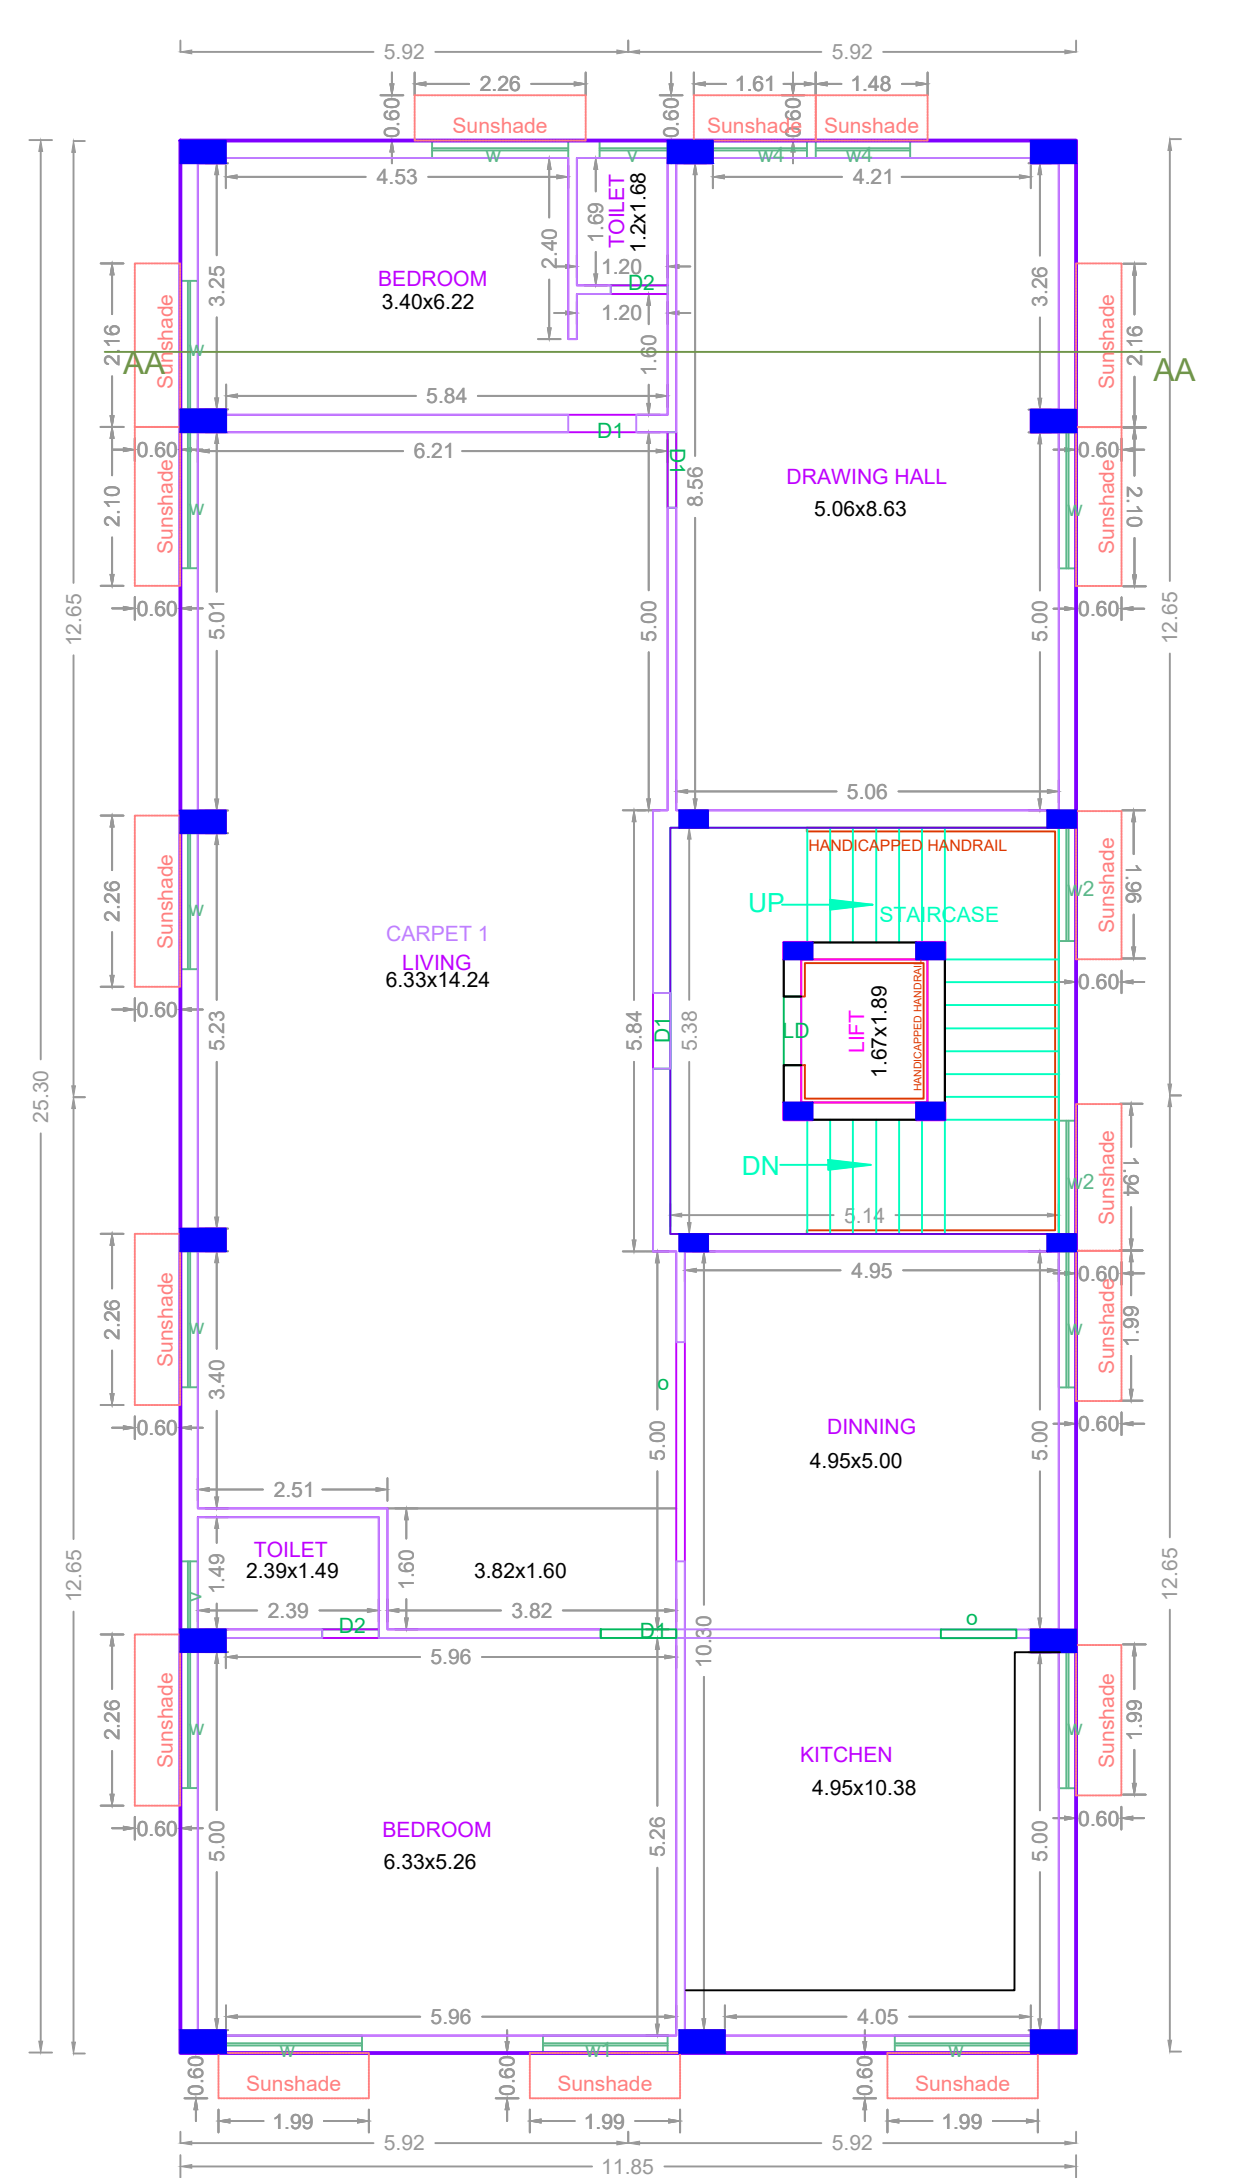 5.92
5.92
2.26
1.61
1.48
0.60
0.60
0.60
Sunshade
Sunshade
Sunshade
w
v
w4
w4
4.53
4.21
TOILET
1.2x1.68
1.69
2.40
1.20
D2
1.20
3.25
3.26
BEDROOM
3.40x6.22
2.16
Sunshade
w
Sunshade
2.16
AA
AA
1.60
5.84
D1
0.60
6.21
D1
8.56
0.60
DRAWING HALL
5.06x8.63
2.10
Sunshade
w
w
Sunshade
2.10
0.60
0.60
12.65
5.01
5.00
5.00
12.65
5.06
HANDICAPPED HANDRAIL
UP
STAIRCASE
2.26
Sunshade
w
w2
Sunshade
1.96
CARPET 1
LIVING
6.33x14.24
0.60
0.60
5.23
5.84
D1
5.38
LD
LIFT
1.67x1.89
HANDICAPPED HANDRAIL
25.30
DN
w2
Sunshade
1.94
5.14
4.95
0.60
2.26
Sunshade
w
w
Sunshade
1.99
3.40
o
0.60
0.60
5.00
5.00
DINNING
4.95x5.00
2.51
TOILET
2.39x1.49
1.49
v
1.60
3.82x1.60
2.39
3.82
12.65
12.65
D2
D1
o
10.30
5.96
2.26
Sunshade
w
w
Sunshade
1.99
KITCHEN
4.95x10.38
BEDROOM
6.33x5.26
0.60
0.60
5.00
5.26
5.00
5.96
4.05
w
w1
w
0.60
Sunshade
0.60
Sunshade
0.60
Sunshade
1.99
1.99
1.99
5.92
5.92
11.85